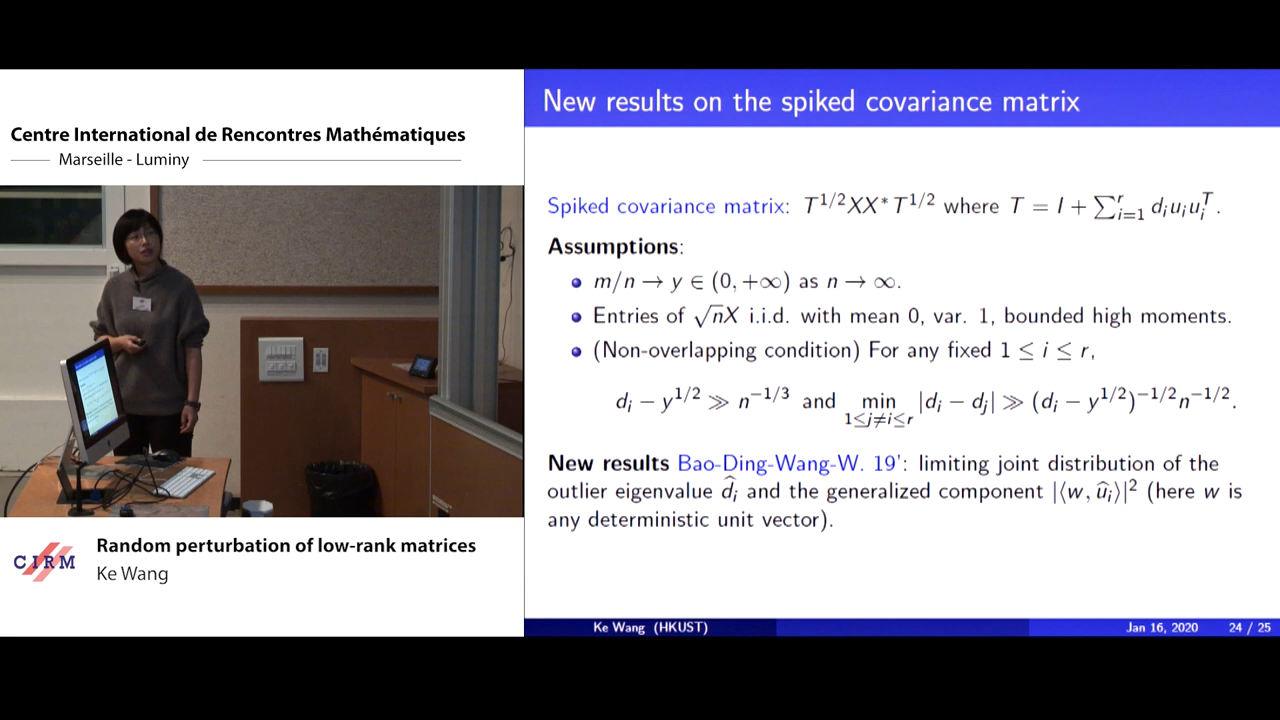 Centre International de Rencontres Mathématiques
Marseille - Luminy
CIRM
Random perturbation of low-rank matrices
Ke Wang
New results on the spiked covariance matrix
Spiked covariance matrix: T^{1/2}XX*T^{1/2} where T = I + ∑_{i=1}^r d_i u_i u_i^T.
Assumptions:
• m/n → y ∈ (0, +∞) as n → ∞.
• Entries of √nX i.i.d. with mean 0, var. 1, bounded high moments.
• (Non-overlapping condition) For any fixed 1 ≤ i ≤ r,
d_i − y^{1/2} ≫ n^{−1/3} and min_{1≤j≠i≤r} |d_i − d_j| ≫ (d_i − y^{1/2})^{−1/2}n^{−1/2}.
New results Bao-Ding-Wang-W. 19': limiting joint distribution of the
outlier eigenvalue d̂_i and the generalized component |⟨w, û_i⟩|² (here w is
any deterministic unit vector).
Ke Wang (HKUST)
Jan 16, 2020
24 / 25